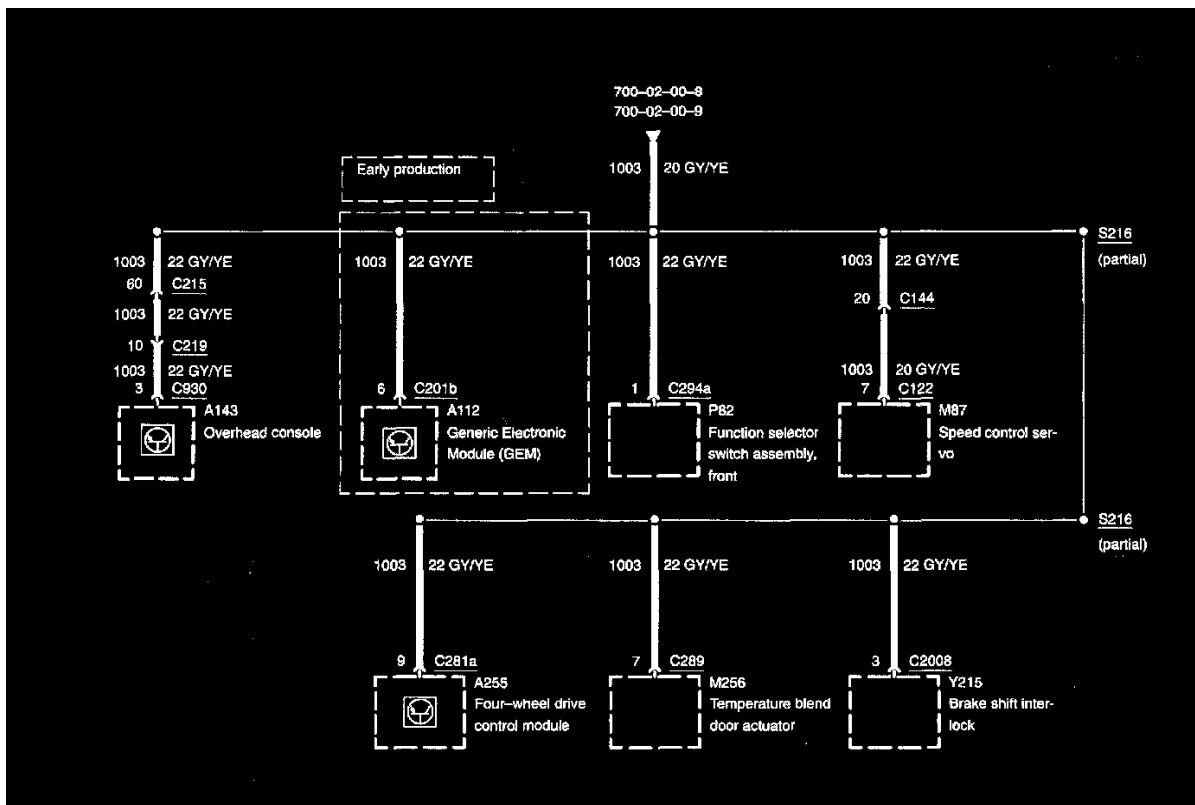 700–02–00–8
700–02–00–9
Early production
1003 20 GY/YE
S216
(partial)
1003 22 GY/YE
1003 22 GY/YE
1003 22 GY/YE
1003 22 GY/YE
60 C215
20 C144
1003 22 GY/YE
10 C219
1003 22 GY/YE
1003 20 GY/YE
3 C930
6 C201b
1 C294a
7 C122
A143
Overhead console
A112
Generic Electronic
Module (GEM)
P82
Function selector
switch assembly,
front
M87
Speed control ser-
vo
S216
(partial)
1003 22 GY/YE
1003 22 GY/YE
1003 22 GY/YE
9 C281a
7 C289
3 C2008
A255
Four–wheel drive
control module
M256
Temperature blend
door actuator
Y215
Brake shift inter-
lock